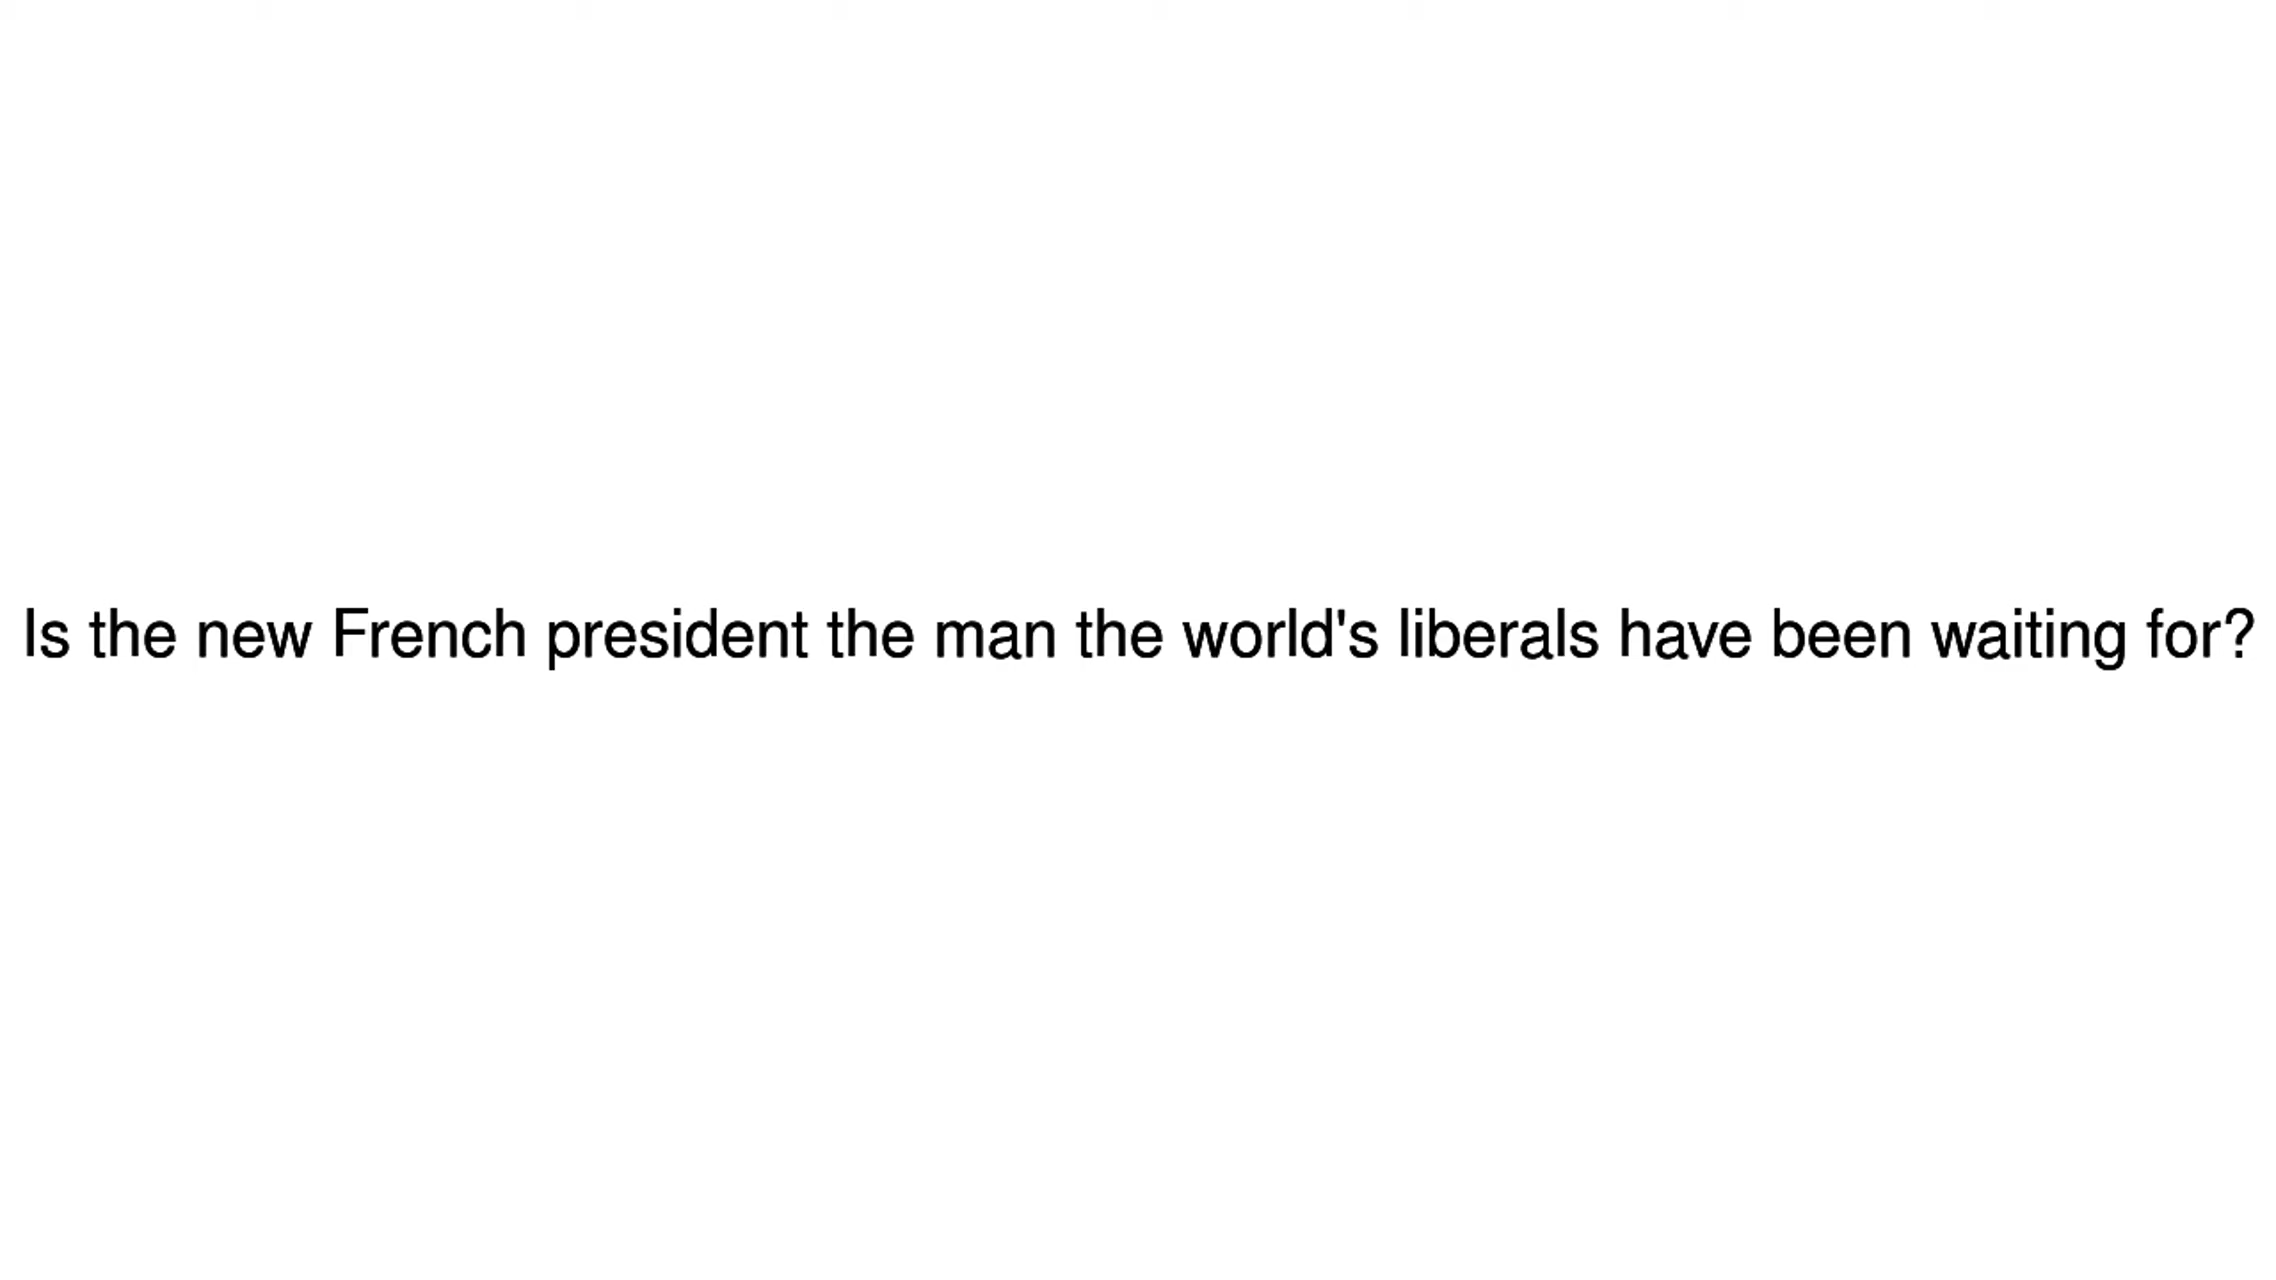 Is the new French president the man the world's liberals have been waiting for?